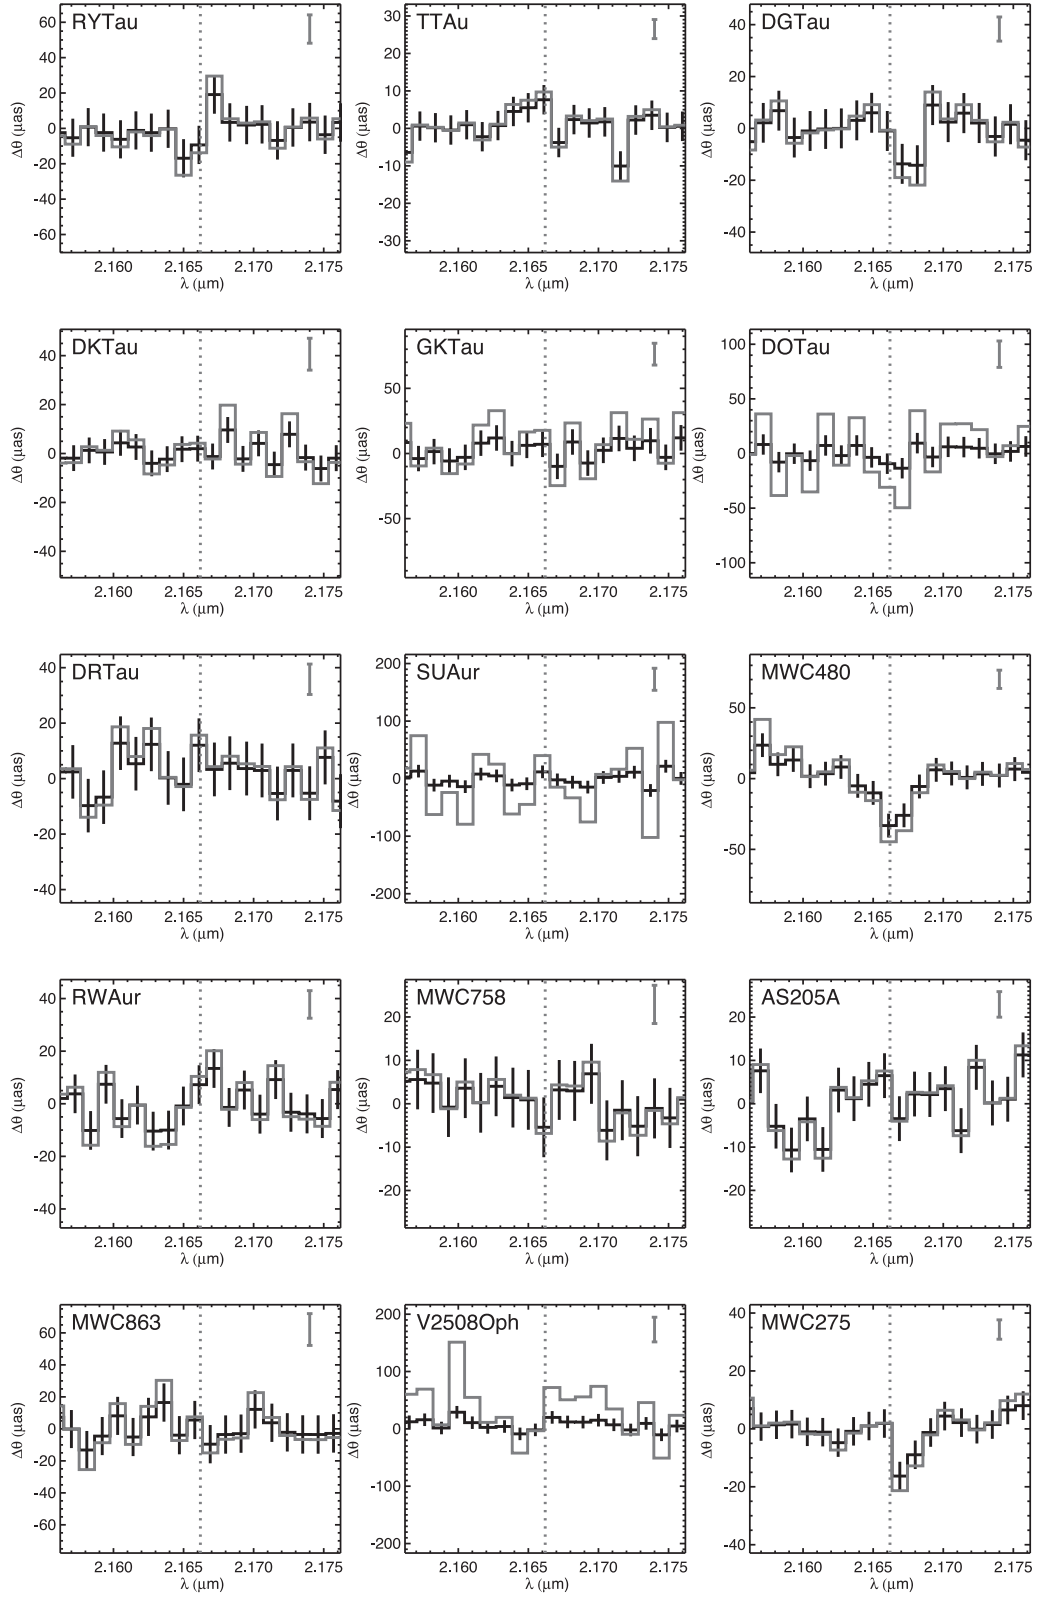 RYTau TTAu DGTau
60 30 40
40 20
20 10 20
0 0 0
-20 -10 -20
-40 -20
-60 -30 -40
2.160 2.165 2.170 2.175 2.160 2.165 2.170 2.175 2.160 2.165 2.170 2.175
λ (μm) λ (μm) λ (μm)
Δθ (μas) Δθ (μas) Δθ (μas)
DKTau GKTau DOTau
40 50 100
20 50
0 0 0
-20 -50 -50
-40 -100
2.160 2.165 2.170 2.175 2.160 2.165 2.170 2.175 2.160 2.165 2.170 2.175
λ (μm) λ (μm) λ (μm)
Δθ (μas) Δθ (μas) Δθ (μas)
DRTau SUAur MWC480
40 200 50
20 100
0 0 0
-20 -100 -50
-40 -200
2.160 2.165 2.170 2.175 2.160 2.165 2.170 2.175 2.160 2.165 2.170 2.175
λ (μm) λ (μm) λ (μm)
Δθ (μas) Δθ (μas) Δθ (μas)
RWAur MWC758 AS205A
40 20 20
20 10 10
0 0 0
-20 -10 -10
-40 -20 -20
2.160 2.165 2.170 2.175 2.160 2.165 2.170 2.175 2.160 2.165 2.170 2.175
λ (μm) λ (μm) λ (μm)
Δθ (μas) Δθ (μas) Δθ (μas)
MWC863 V2508Oph MWC275
60 200 40
40 100 20
20
0 0 0
-20
-40 -100 -20
-60 -200 -40
2.160 2.165 2.170 2.175 2.160 2.165 2.170 2.175 2.160 2.165 2.170 2.175
λ (μm) λ (μm) λ (μm)
Δθ (μas) Δθ (μas) Δθ (μas)